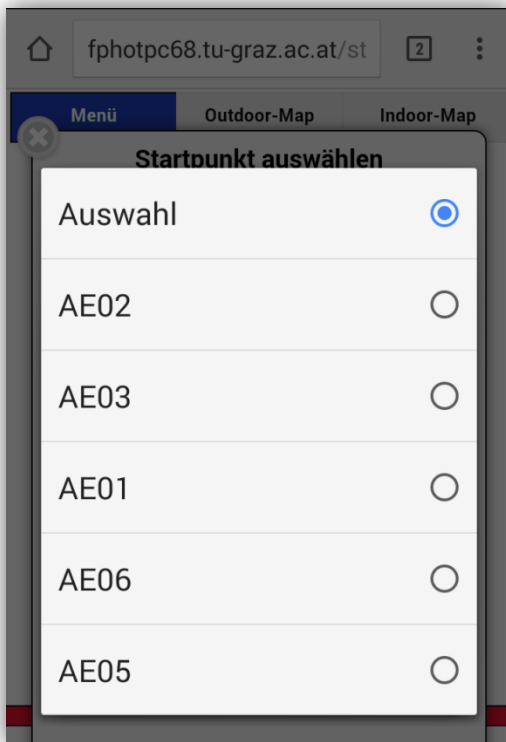 fphotpc68.tu-graz.ac.at/st 2
Menü Outdoor-Map Indoor-Map
Startpunkt auswählen
Auswahl
AE02
AE03
AE01
AE06
AE05